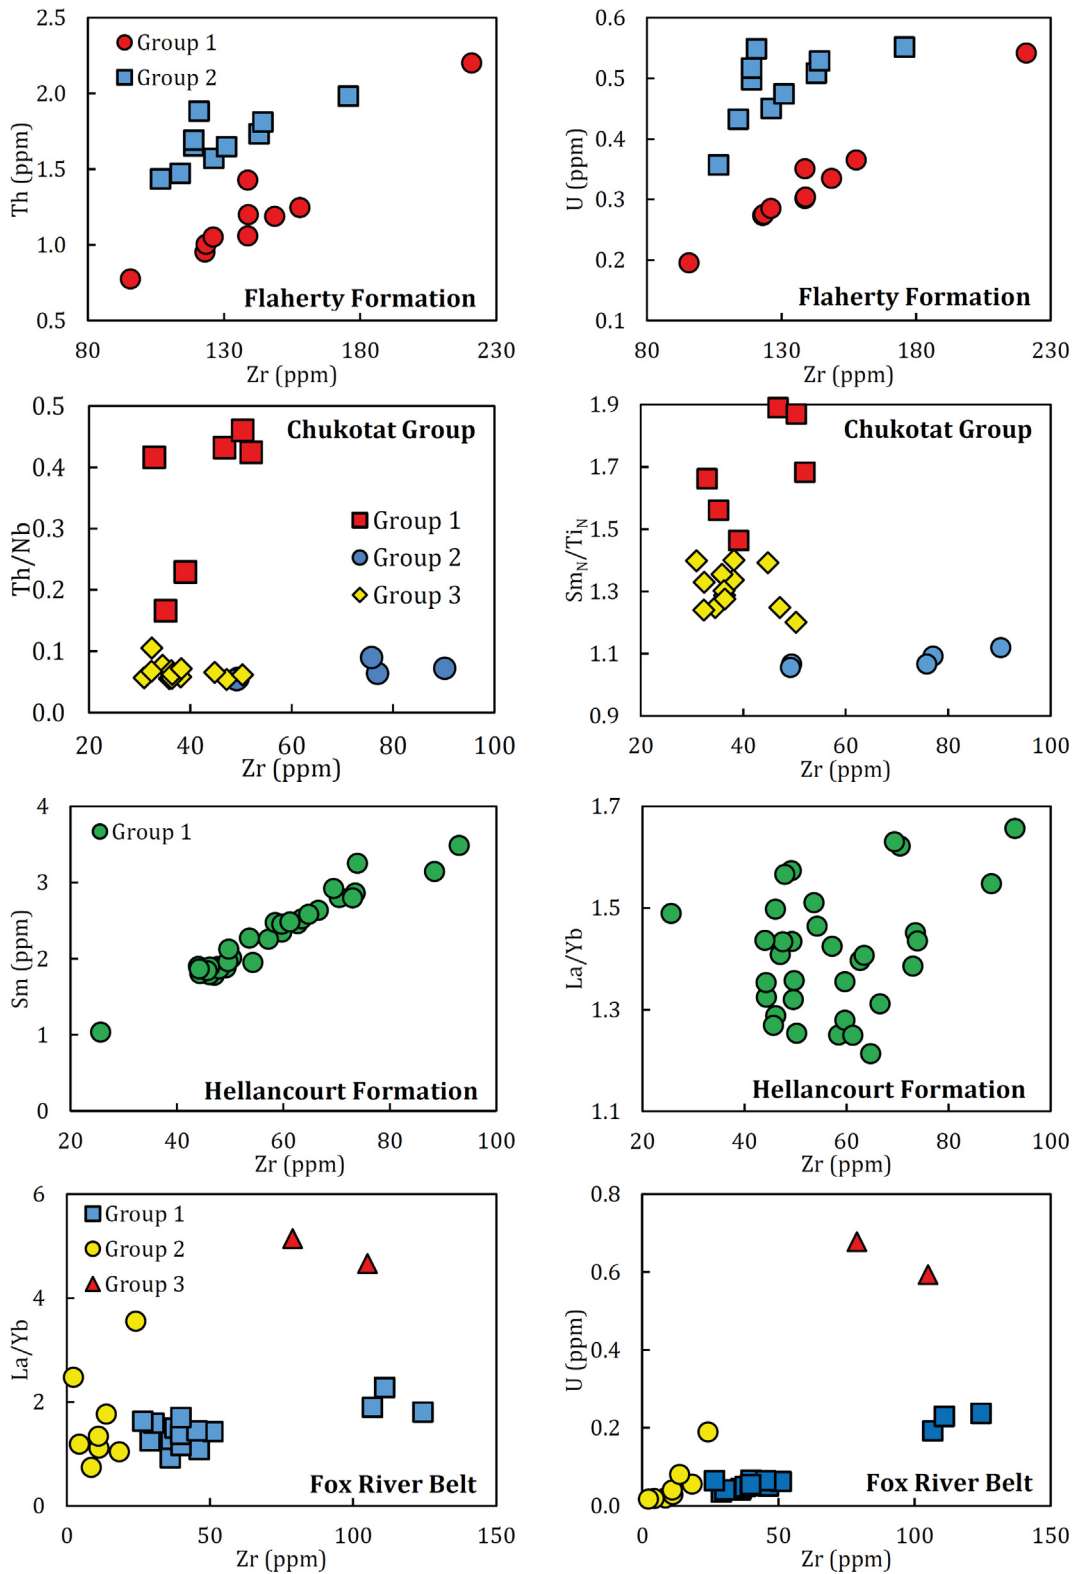 Th (ppm)
2.5
2.0
1.5
1.0
0.5
Group 1
Group 2
Flaherty Formation
80 130 180 230
Zr (ppm)
U (ppm)
0.6
0.5
0.4
0.3
0.2
0.1
Flaherty Formation
80 130 180 230
Zr (ppm)
Th/Nb
0.5
0.4
0.3
0.2
0.1
0.0
Chukotat Group
Group 1
Group 2
Group 3
20 40 60 80 100
Zr (ppm)
Sm_N/Ti_N
1.9
1.7
1.5
1.3
1.1
0.9
Chukotat Group
20 40 60 80 100
Zr (ppm)
Sm (ppm)
4
3
2
1
0
Group 1
Hellancourt Formation
20 40 60 80 100
Zr (ppm)
La/Yb
1.7
1.5
1.3
1.1
Hellancourt Formation
20 40 60 80 100
Zr (ppm)
La/Yb
6
4
2
0
Group 1
Group 2
Group 3
Fox River Belt
0 50 100 150
Zr (ppm)
U (ppm)
0.8
0.6
0.4
0.2
0.0
Fox River Belt
0 50 100 150
Zr (ppm)